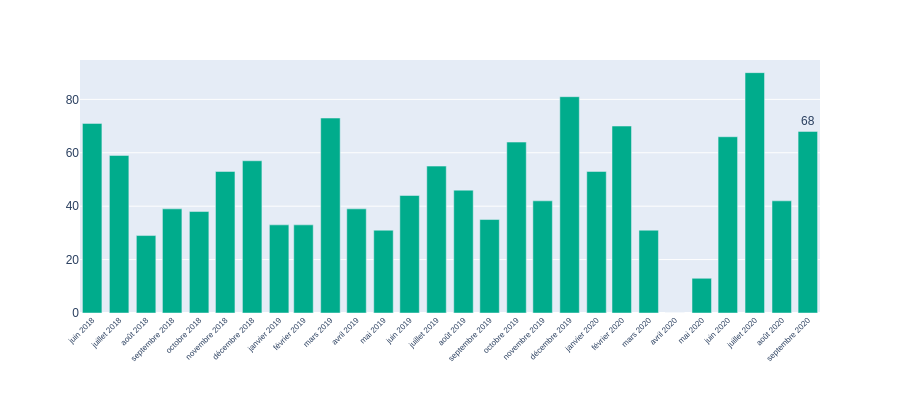 80
60
40
20
0
68
juin 2018
juillet 2018
août 2018
septembre 2018
octobre 2018
novembre 2018
décembre 2018
janvier 2019
février 2019
mars 2019
avril 2019
mai 2019
juin 2019
juillet 2019
août 2019
septembre 2019
octobre 2019
novembre 2019
décembre 2019
janvier 2020
février 2020
mars 2020
avril 2020
mai 2020
juin 2020
juillet 2020
août 2020
septembre 2020